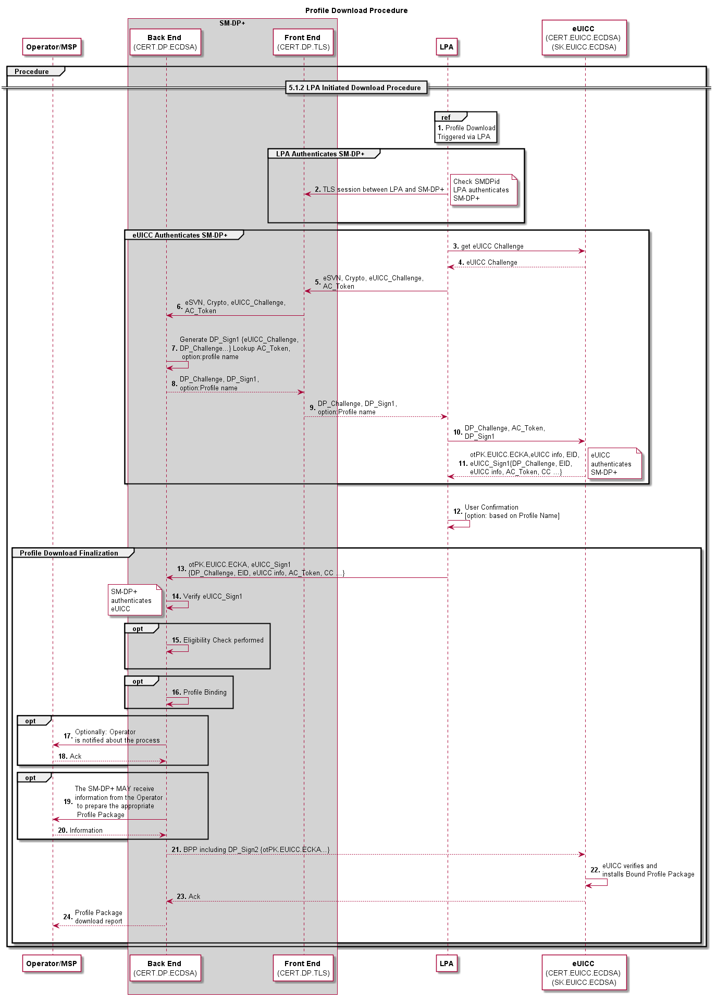 Profile Download Procedure
SM-DP+
Operator/MSP
Back End
(CERT.DP.ECDSA)
Front End
(CERT.DP.TLS)
LPA
eUICC
(CERT.EUICC.ECDSA)
(SK.EUICC.ECDSA)
Procedure
5.1.2 LPA Initiated Download Procedure
ref
1. Profile Download
Triggered via LPA
LPA Authenticates SM-DP+
2. TLS session between LPA and SM-DP+
Check SMDPid
LPA authenticates
SM-DP+
eUICC Authenticates SM-DP+
3. get eUICC Challenge
4. eUICC Challenge
5. eSVN, Crypto, eUICC_Challenge,
AC_Token
6. eSVN, Crypto, eUICC_Challenge,
AC_Token
7. Generate DP_Sign1 {eUICC_Challenge,
DP_Challenge...} Lookup AC_Token,
option:profile name
8. DP_Challenge, DP_Sign1,
option:Profile name
9. DP_Challenge, DP_Sign1,
option:Profile name
10. DP_Challenge, AC_Token,
DP_Sign1
11. otPK.EUICC.ECKA,eUICC info, EID,
eUICC_Sign1{DP_Challenge, EID,
eUICC info, AC_Token, CC ...}
eUICC
authenticates
SM-DP+
12. User Confirmation
[option: based on Profile Name]
Profile Download Finalization
13. otPK.EUICC.ECKA, eUICC_Sign1
{DP_Challenge, EID, eUICC info, AC_Token, CC ...}
SM-DP+
authenticates
eUICC
14. Verify eUICC_Sign1
opt
15. Eligibility Check performed
opt
16. Profile Binding
opt
17. Optionally: Operator
is notified about the process
18. Ack
opt
19. The SM-DP+ MAY receive
information from the Operator
to prepare the appropriate
Profile Package
20. Information
21. BPP including DP_Sign2 {otPK.EUICC.ECKA...}
22. eUICC verifies and
installs Bound Profile Package
23. Ack
24. Profile Package
download report
Operator/MSP
Back End
(CERT.DP.ECDSA)
Front End
(CERT.DP.TLS)
LPA
eUICC
(CERT.EUICC.ECDSA)
(SK.EUICC.ECDSA)